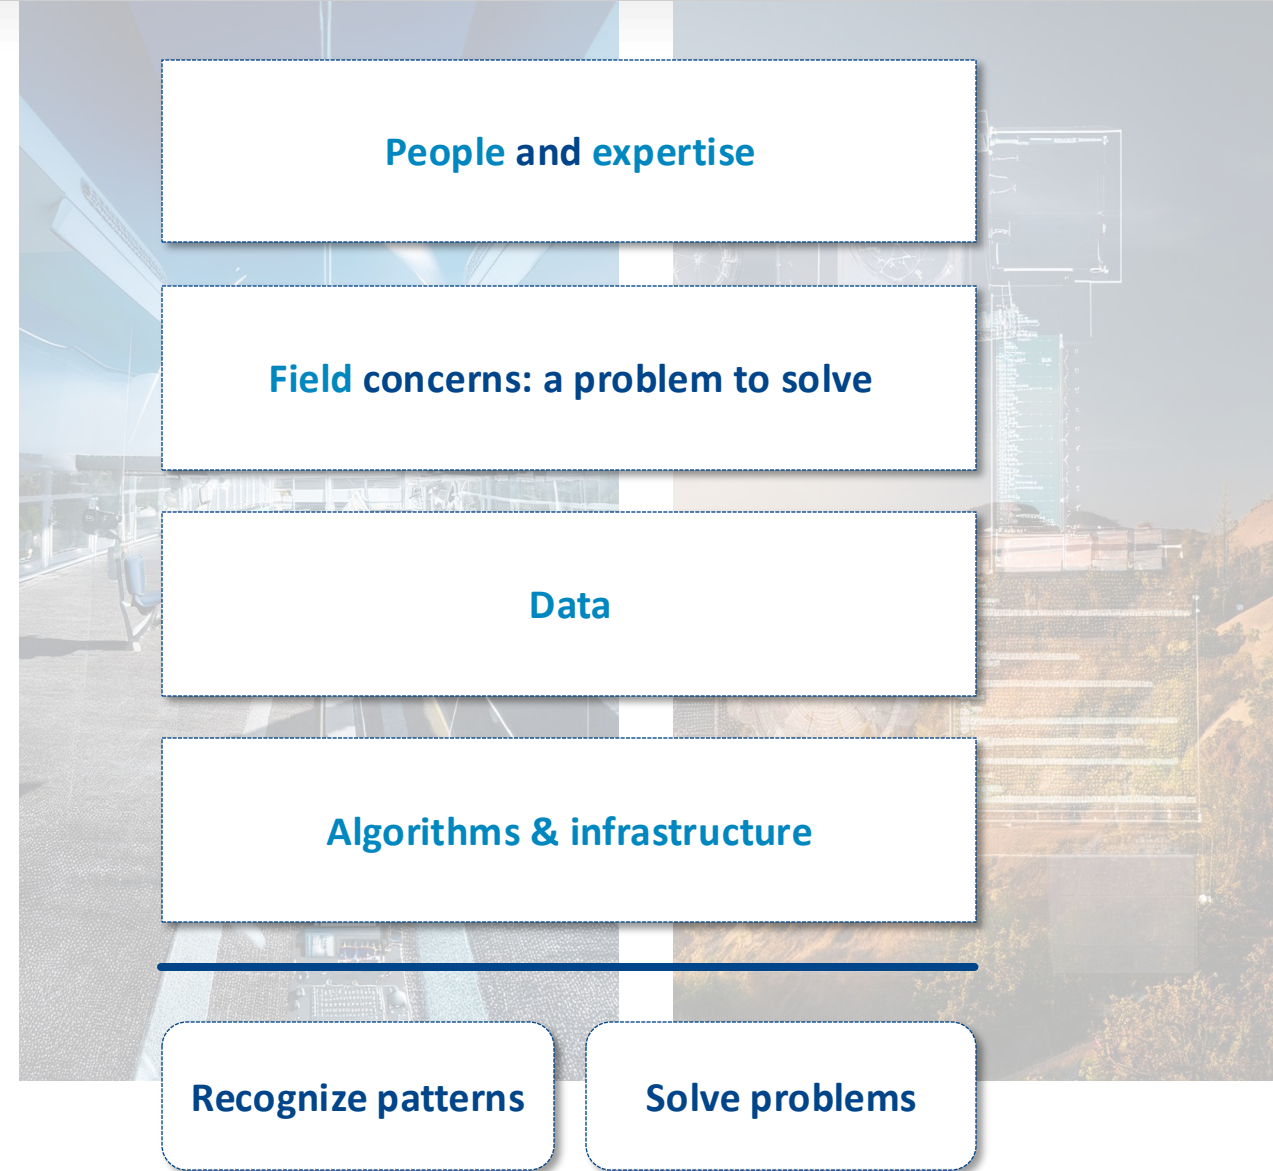 People and expertise
Field concerns: a problem to solve
Data
Algorithms & infrastructure
Recognize patterns
Solve problems